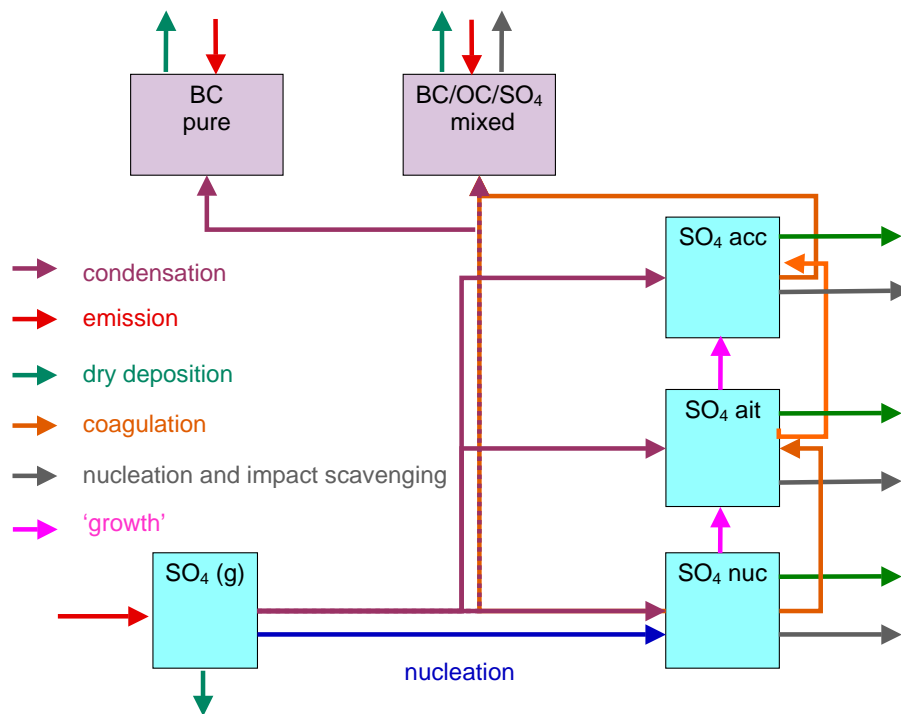 BC
pure
BC/OC/SO₄
mixed
SO₄ acc
condensation
emission
dry deposition
SO₄ ait
coagulation
nucleation and impact scavenging
‘growth’
SO₄ (g)
SO₄ nuc
nucleation